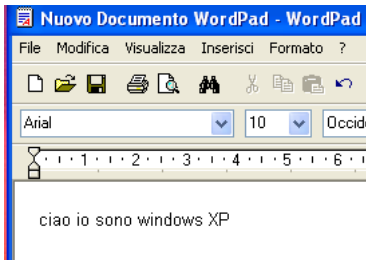 Nuovo Documento WordPad - WordPad
File Modifica Visualizza Inserisci Formato ?
Arial 10 Occid
1 2 3 4 5 6
ciao io sono windows XP